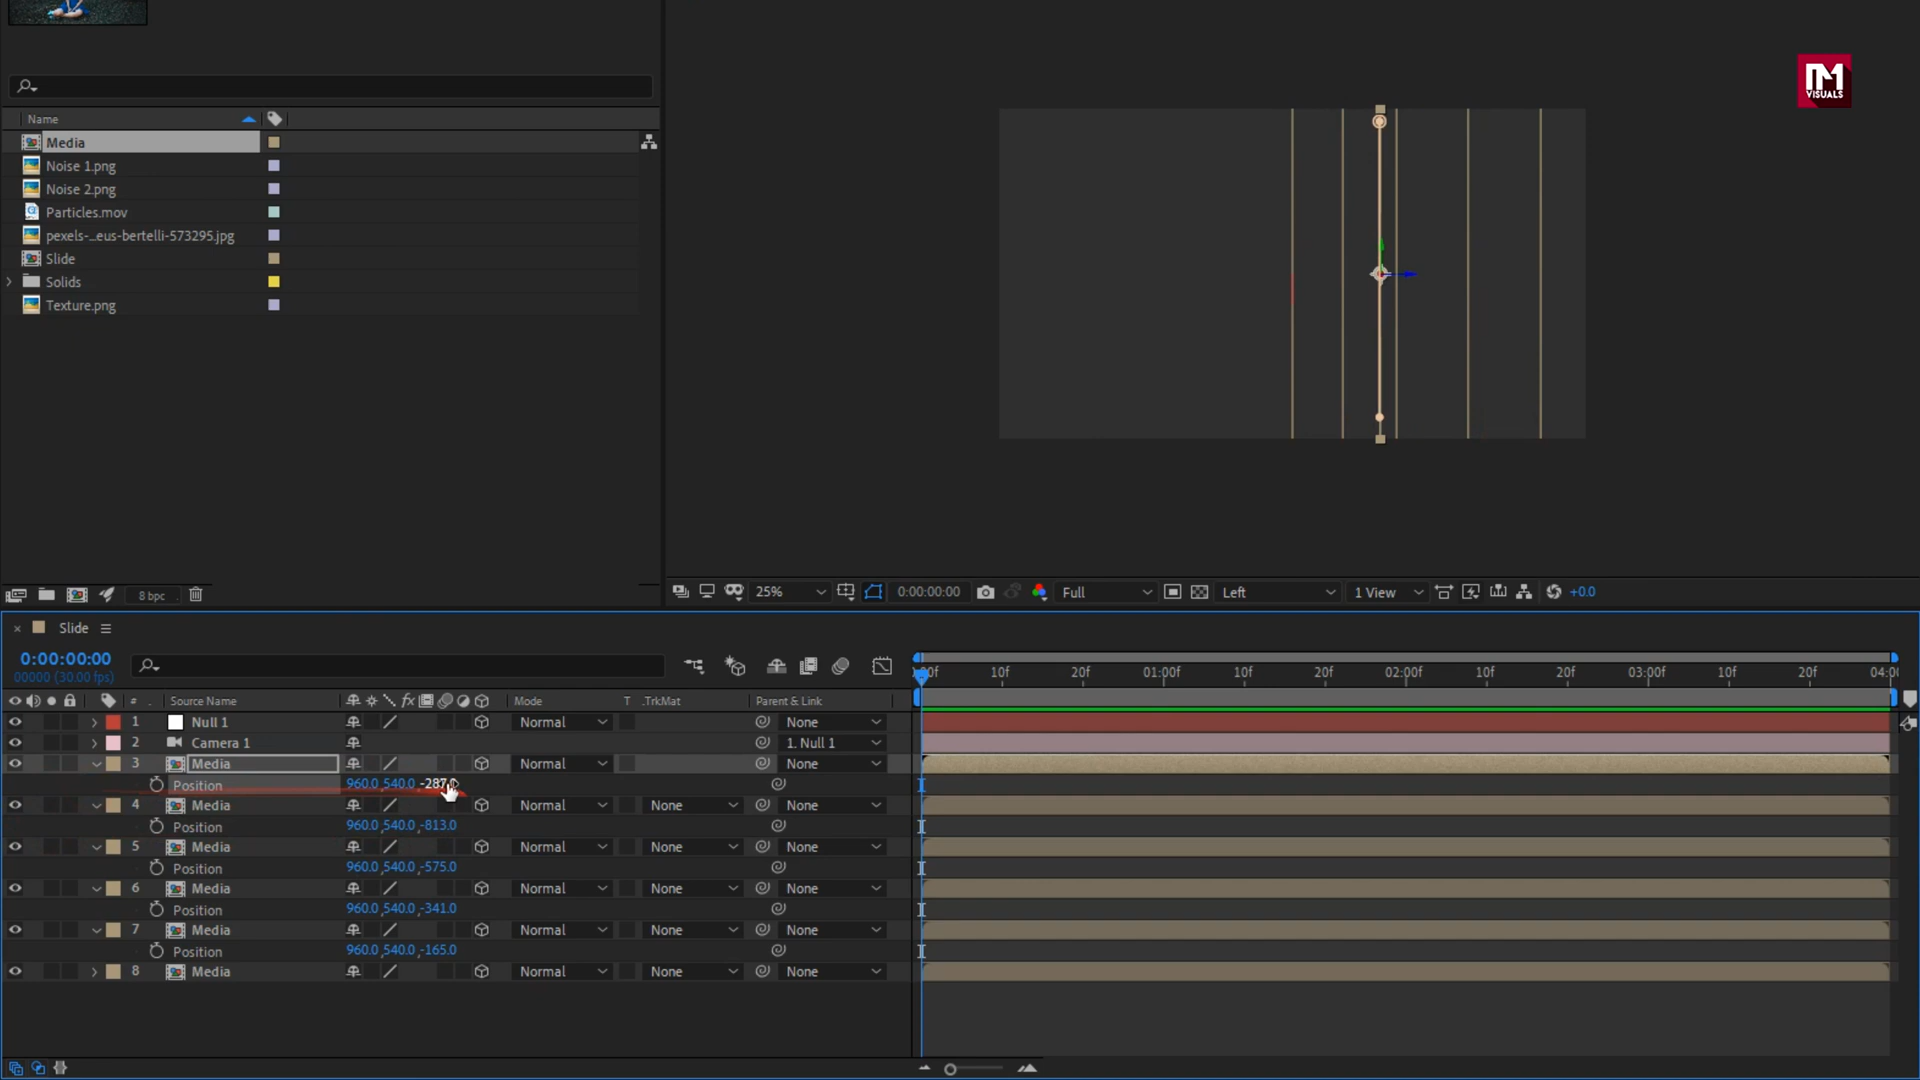 M
VISUALS
Name
Media
Noise 1.png
Noise 2.png
Particles.mov
pexels-...eus-bertelli-573295.jpg
Slide
Solids
Texture.png
8 bpc
25%
0:00:00:00
Full
Left
1 View
+0.0
Slide
0:00:00:00
00000 (30.00 fps)
10f 20f 01:00f 10f 20f 02:00f 10f 20f 03:00f 10f 20f
# Source Name fx Mode T .TrkMat Parent & Link
1 Null 1 Normal None
2 Camera 1 1. Null 1
3 Media Normal None
Position 960.0,540.0,
4 Media Normal None None
Position 960.0,540.0,-813.0
5 Media Normal None None
Position 960.0,540.0,-575.0
6 Media Normal None None
Position 960.0,540.0,-341.0
7 Media Normal None None
Position 960.0,540.0,-165.0
8 Media Normal None None